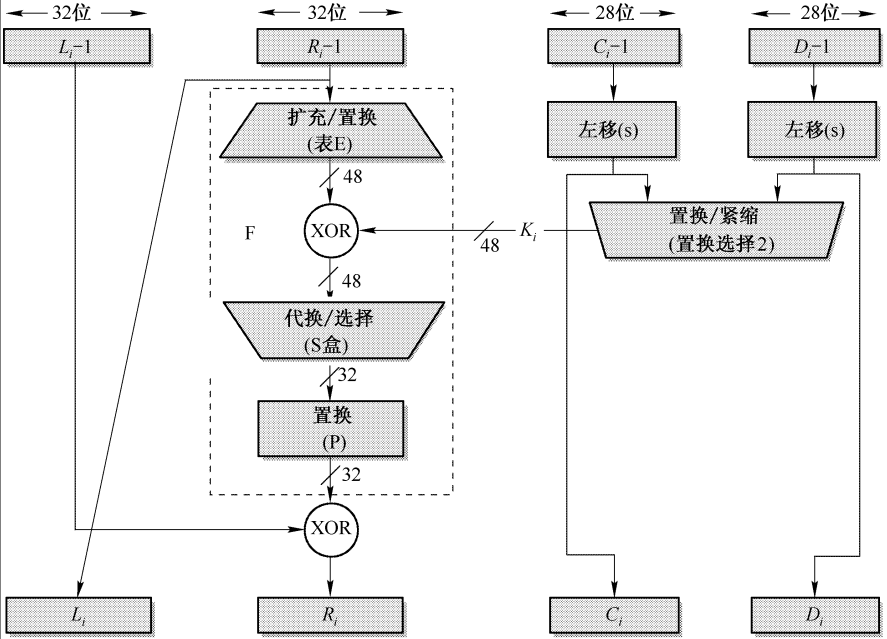 32位 32位 28位 28位
Li-1 Ri-1 Ci-1 Di-1
扩充/置换
(表E)
左移(s) 左移(s)
48
置换/紧缩
(置换选择2)
F XOR 48 Ki
48
代换/选择
(S盒)
32
置换
(P)
32
XOR
Li Ri Ci Di